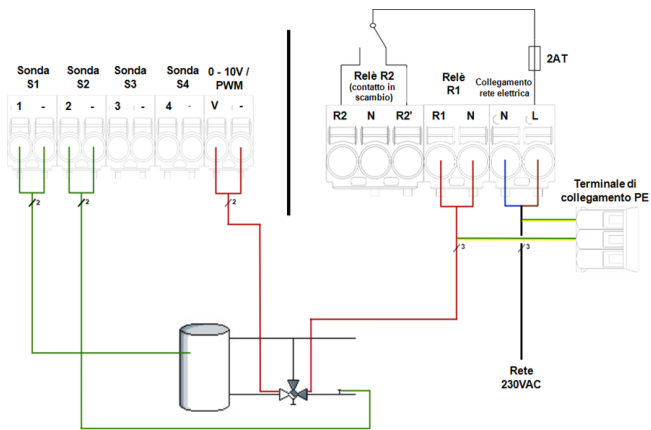 Sonda S1
Sonda S2
Sonda S3
Sonda S4
0 - 10V / PWM
1 - 2 - 3 - 4 - V -
2
2
2
Relè R2
(contatto in scambio)
Relè R1
Collegamento rete elettrica
2AT
R2 N R2' R1 N N L
Terminale di collegamento PE
3
3
Rete
230VAC